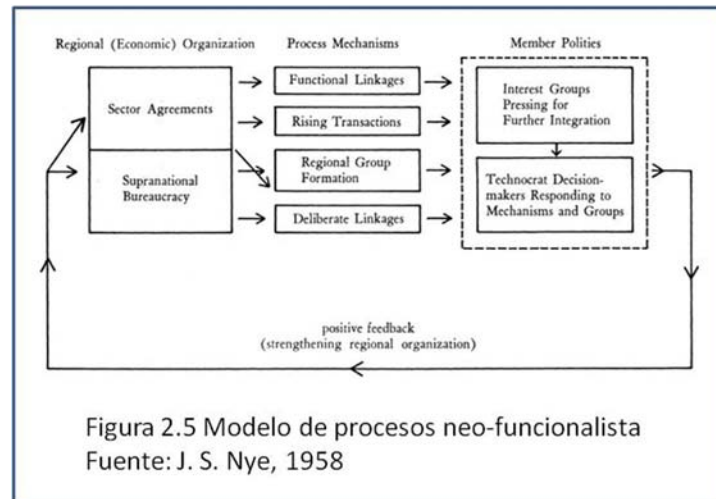 Regional (Economic) Organization
Process Mechanisms
Member Polities
Sector Agreements
Supranational
Bureaucracy
Functional Linkages
Rising Transactions
Regional Group
Formation
Deliberate Linkages
Interest Groups
Pressing for
Further Integration
Technocrat Decision-
makers Responding to
Mechanisms and Groups
positive feedback
(strengthening regional organization)
Figura 2.5 Modelo de procesos neo-funcionalista
Fuente: J. S. Nye, 1958